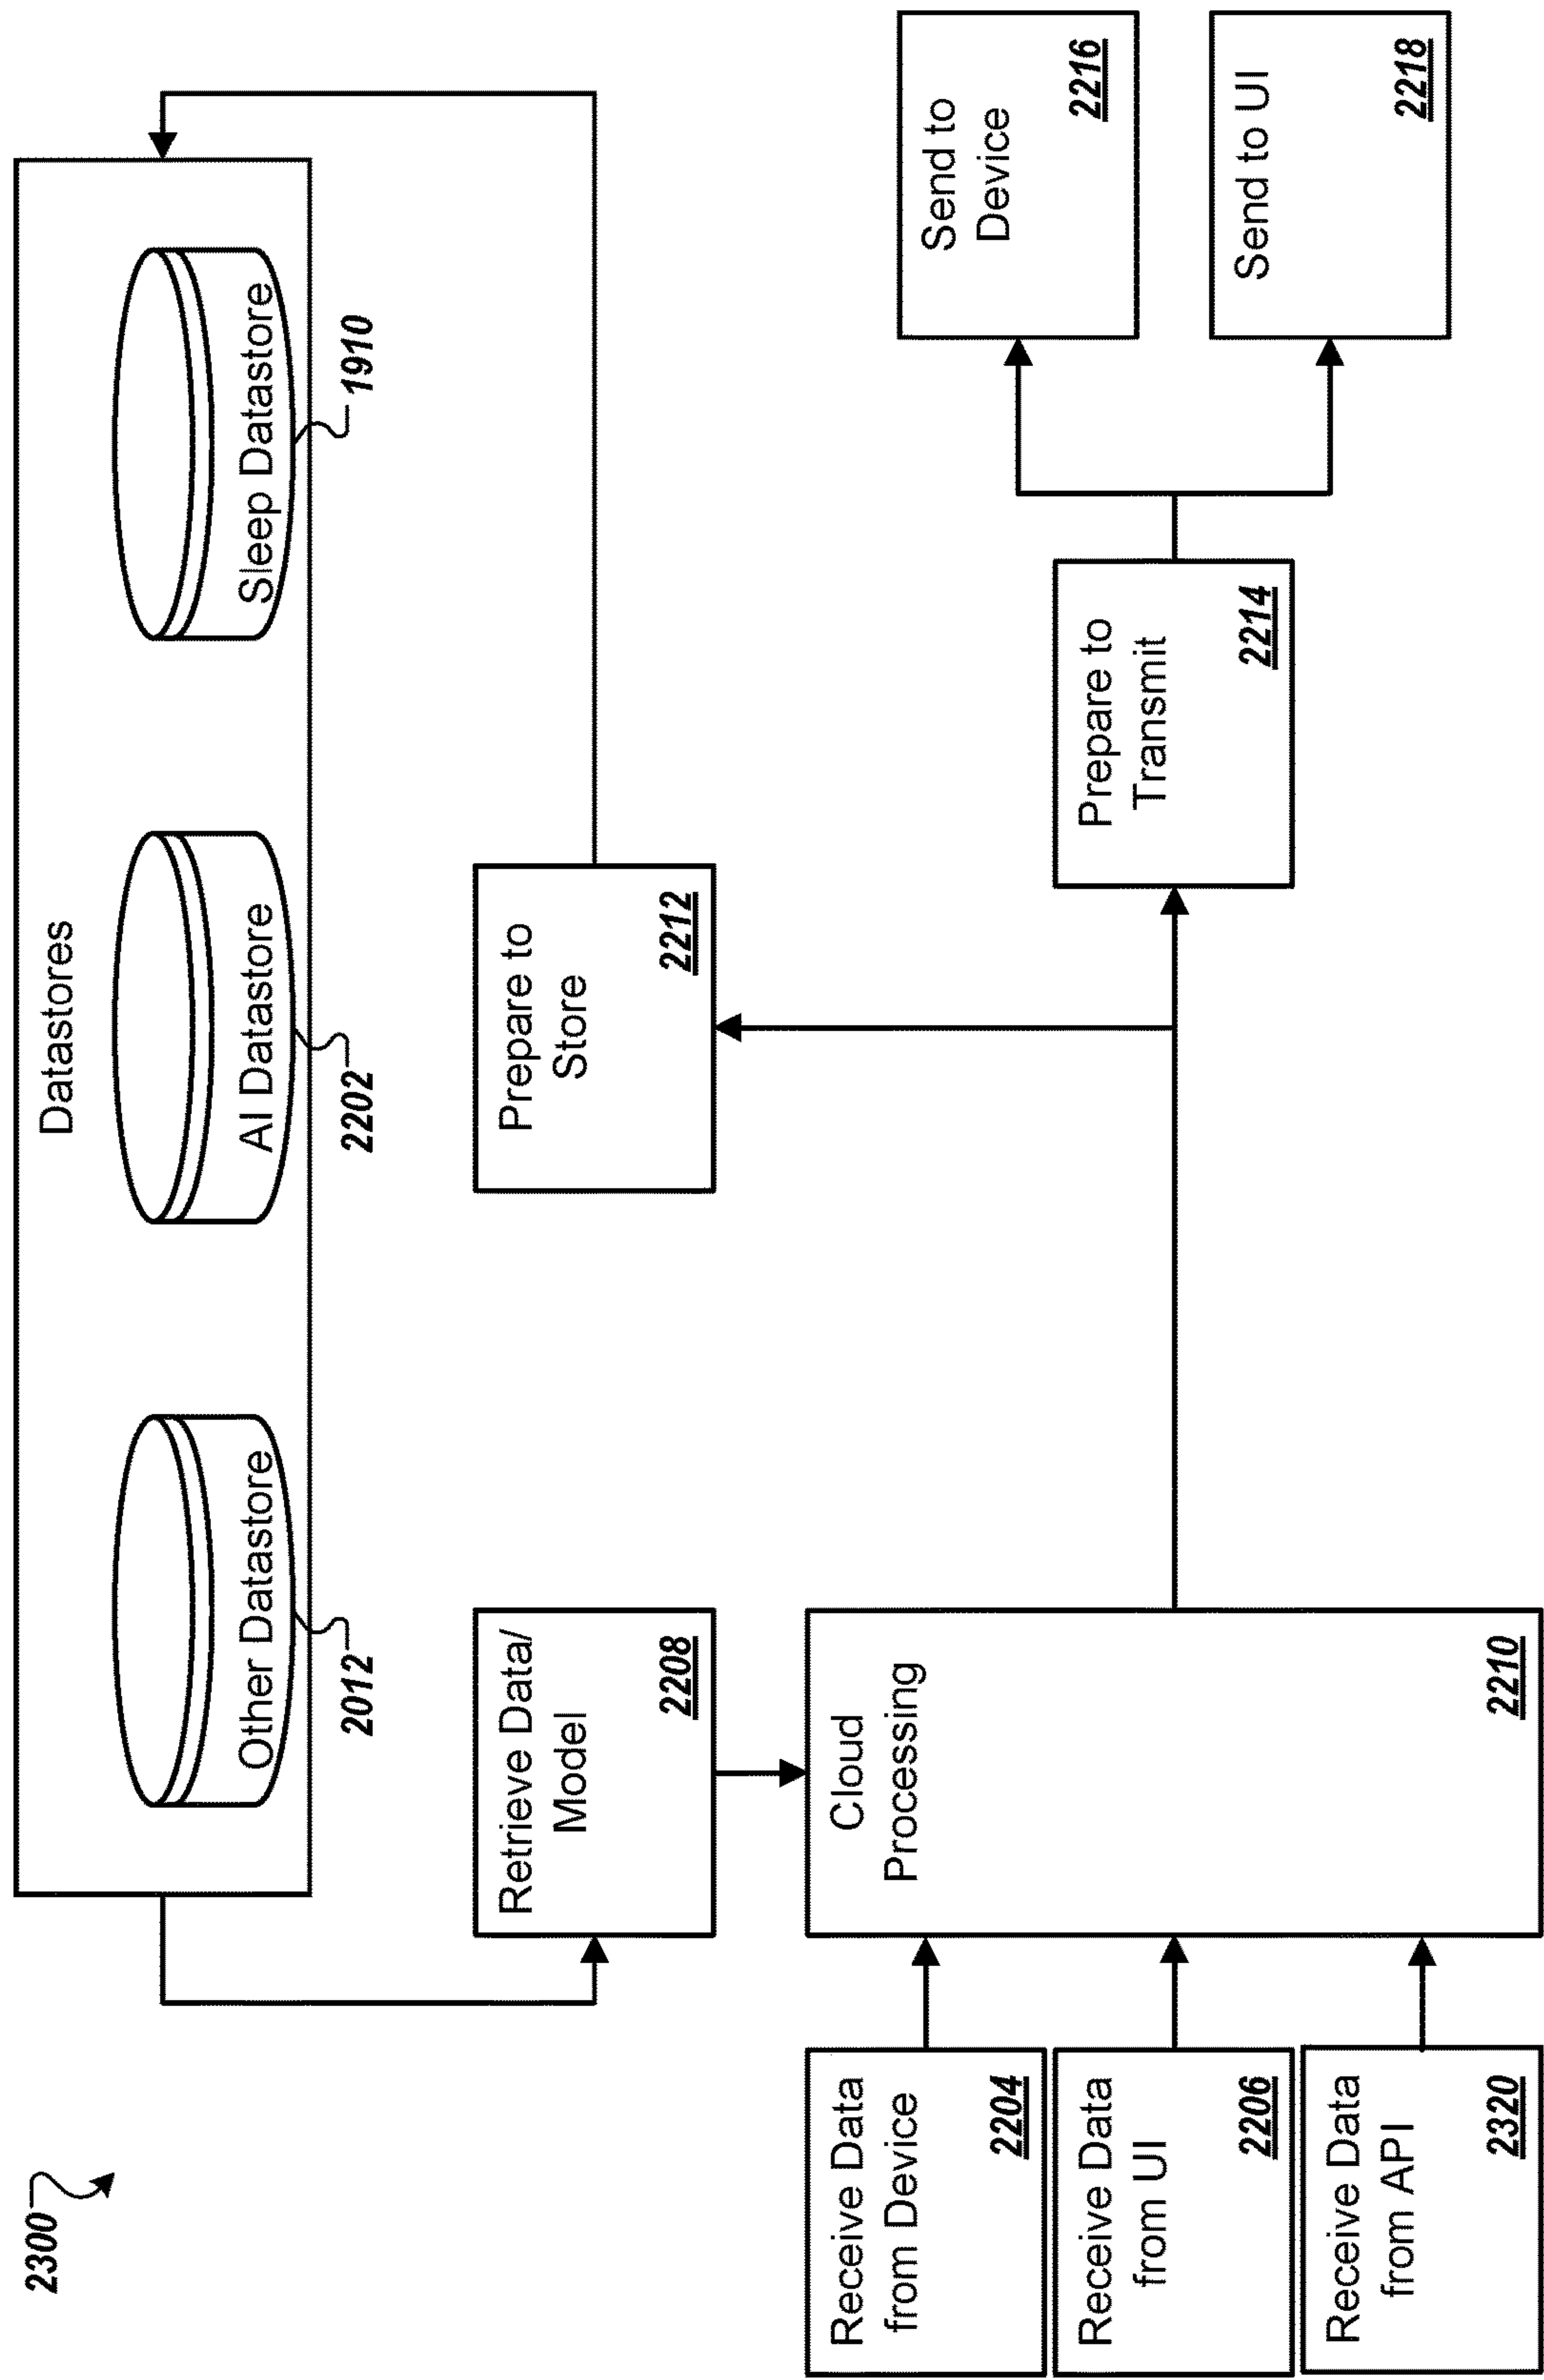 2300
Datastores
Other Datastore
AI Datastore
Sleep Datastore
2012
2202
1910
Retrieve Data/
Model
2208
Prepare to
Store
2212
Receive Data
from Device
2204
Receive Data
from UI
2206
Receive Data
from API
2320
Cloud
Processing
2210
Prepare to
Transmit
2214
Send to
Device
2216
Send to UI
2218